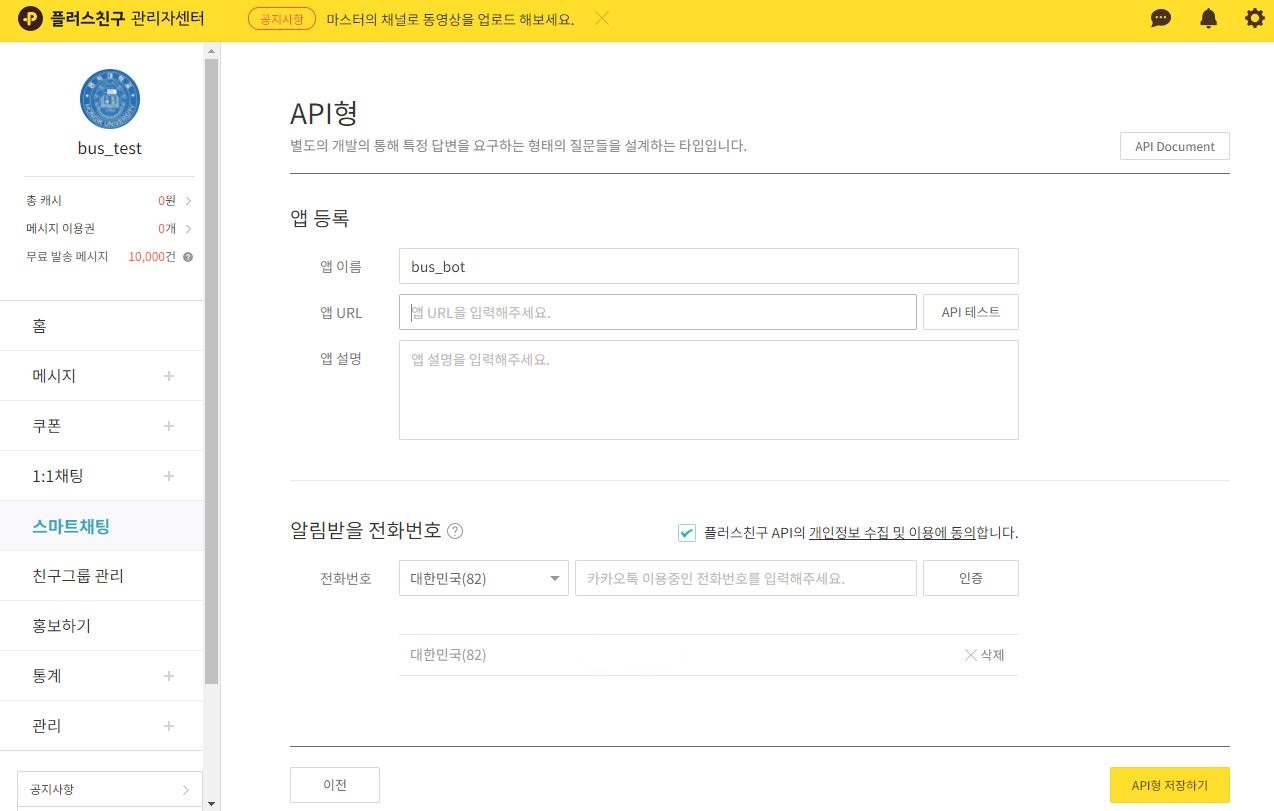 플러스친구 관리자센터
공지사항 마스터의 채널로 동영상을 업로드 해보세요.
HONGIK UNIVERSITY
bus_test
총 캐시 0원
메시지 이용권 0개
무료 발송 메시지 10,000건
홈
메시지
쿠폰
1:1채팅
스마트채팅
친구그룹 관리
홍보하기
통계
관리
공지사항
API형
별도의 개발의 통해 특정 답변을 요구하는 형태의 질문들을 설계하는 타입입니다.
API Document
앱 등록
앱 이름 bus_bot
앱 URL 앱 URL을 입력해주세요. API 테스트
앱 설명 앱 설명을 입력해주세요.
알림받을 전화번호 ?
플러스친구 API의 개인정보 수집 및 이용에 동의합니다.
전화번호 대한민국(82) 카카오톡 이용중인 전화번호를 입력해주세요. 인증
대한민국(82) 삭제
이전
API형 저장하기